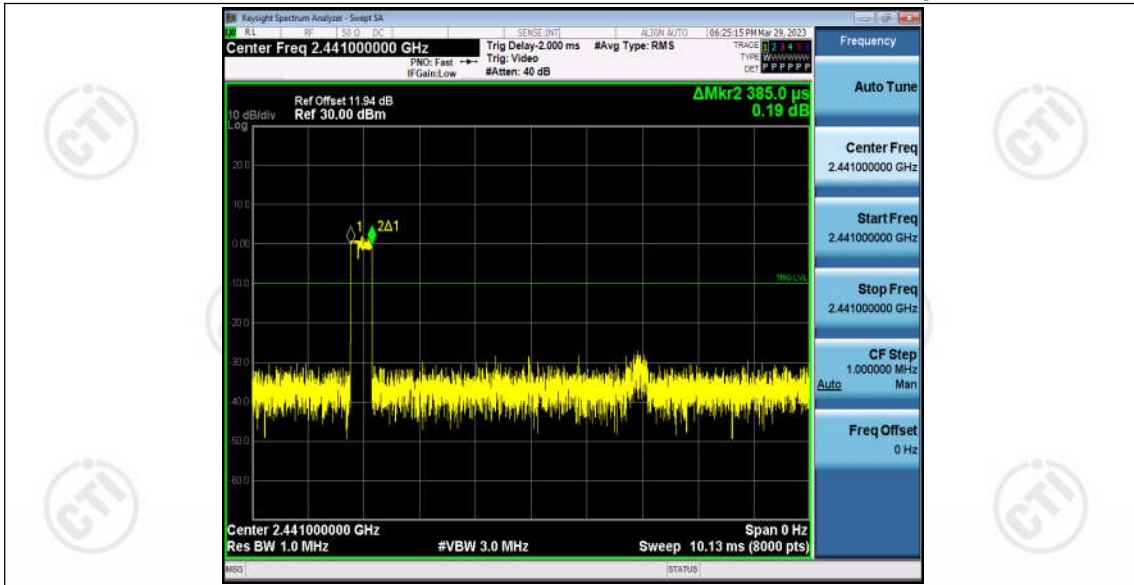 Keysight Spectrum Analyzer - Swept SA
RL RF 50 Ω DC SENSE:INT ALIGN AUTO 06:25:15 PM Mar 29, 2023
Center Freq 2.441000000 GHz
Trig Delay-2.000 ms #Avg Type: RMS
TRACE 1 2 3 4 5 6
PNO: Fast Trig: Video
TYPE WWWWWW
IFGain:Low #Atten: 40 dB
DET P P P P P P
Frequency
Auto Tune
ΔMkr2 385.0 µs
0.19 dB
Ref Offset 11.94 dB
10 dB/div Ref 30.00 dBm
Log
20.0
10.0
0.00
-10.0
-20.0
-30.0
-40.0
-50.0
-60.0
1 2Δ1
TRIG LVL
Center Freq
2.441000000 GHz
Start Freq
2.441000000 GHz
Stop Freq
2.441000000 GHz
CF Step
1.000000 MHz
Auto Man
Freq Offset
0 Hz
Center 2.441000000 GHz Span 0 Hz
Res BW 1.0 MHz #VBW 3.0 MHz Sweep 10.13 ms (8000 pts)
MSG STATUS
CTI
CTI
CTI
CTI